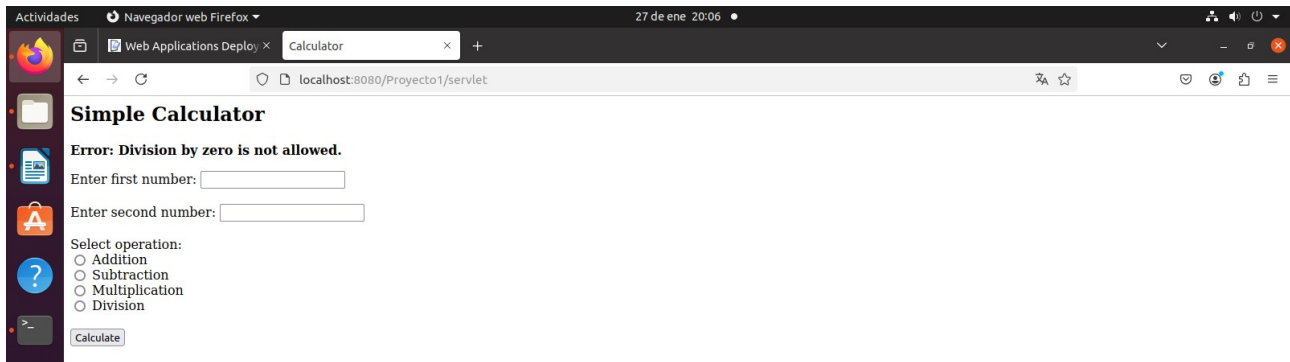 Actividades Navegador web Firefox 27 de ene 20:06
Web Applications Deploy Calculator
localhost:8080/Proyecto1/servlet
Simple Calculator
Error: Division by zero is not allowed.
Enter first number:
Enter second number:
Select operation:
Addition
Subtraction
Multiplication
Division
Calculate